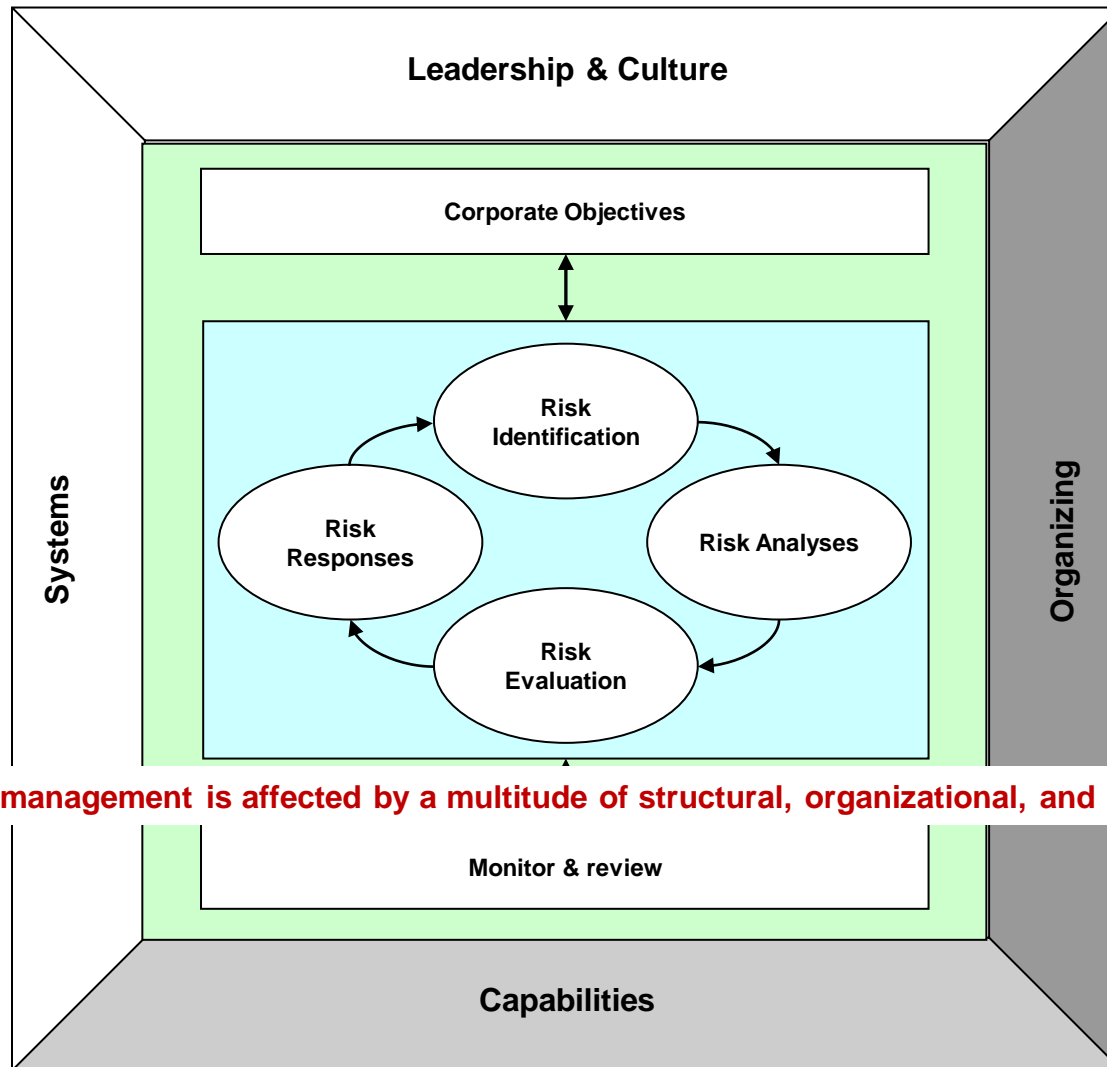 Leadership & Culture
Corporate Objectives
Risk
Identification
Systems
Risk
Responses
Risk Analyses
Organizing
Risk
Evaluation
management is affected by a multitude of structural, organizational, and
Monitor & review
Capabilities